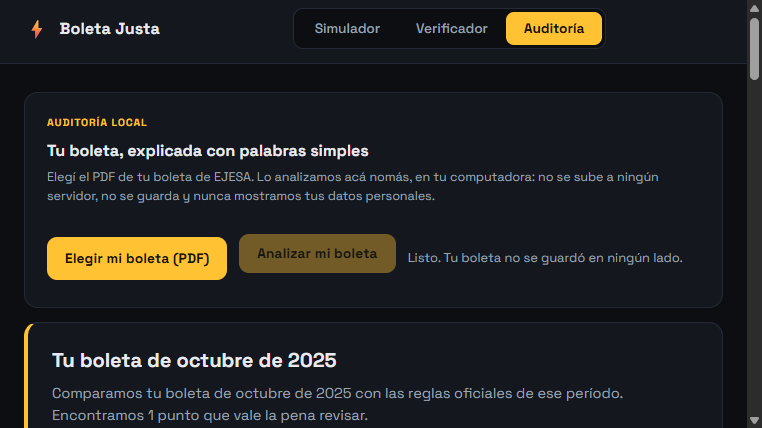 Boleta Justa
Simulador
Verificador
Auditoría
AUDITORÍA LOCAL
Tu boleta, explicada con palabras simples
Elegí el PDF de tu boleta de EJESA. Lo analizamos acá nomás, en tu computadora: no se sube a ningún
servidor, no se guarda y nunca mostramos tus datos personales.
Elegir mi boleta (PDF)
Analizar mi boleta
Listo. Tu boleta no se guardó en ningún lado.
Tu boleta de octubre de 2025
Comparamos tu boleta de octubre de 2025 con las reglas oficiales de ese período.
Encontramos 1 punto que vale la pena revisar.